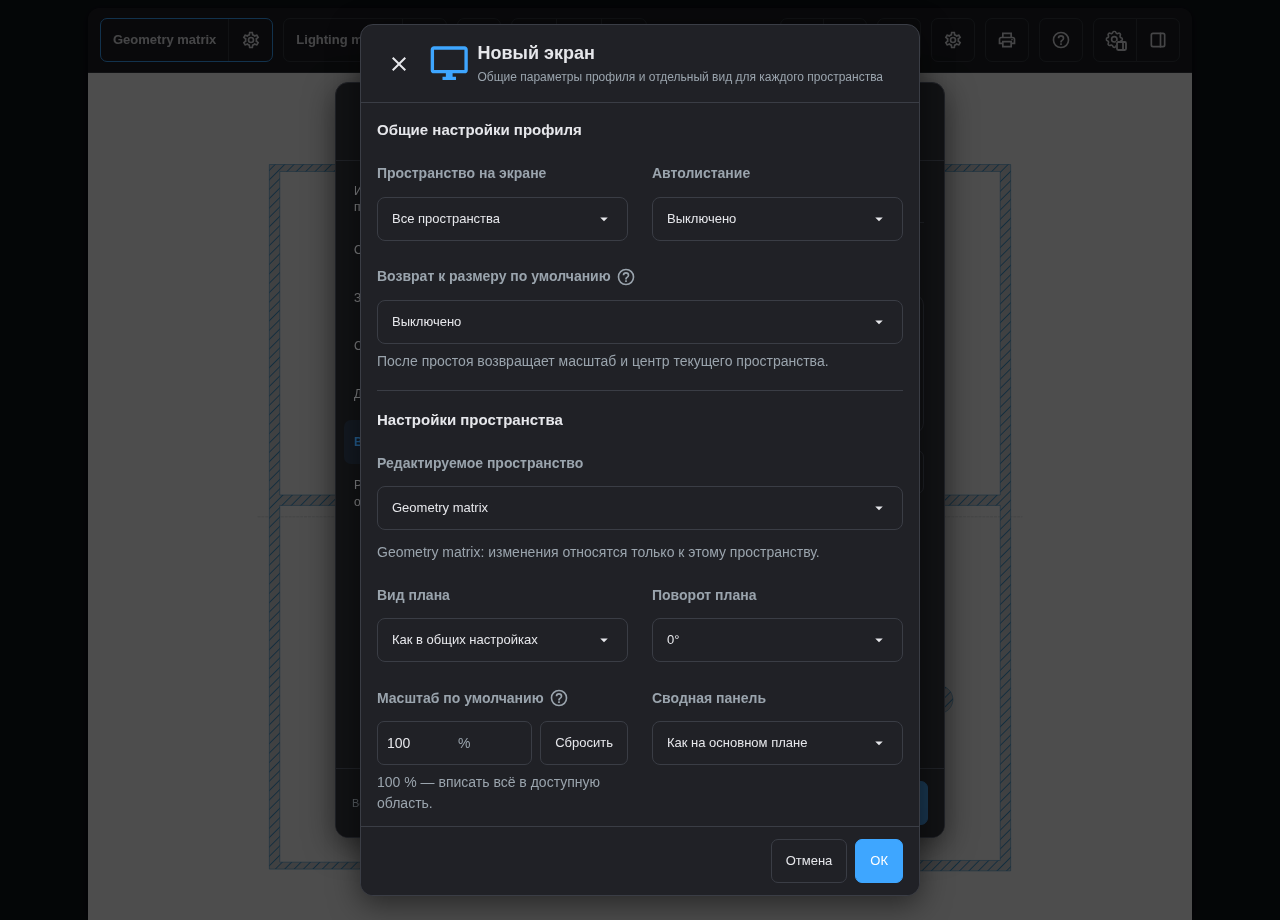 Geometry matrix
Новый экран
Общие параметры профиля и отдельный вид для каждого пространства
Общие настройки профиля
Пространство на экране
Автолистание
Все пространства
Выключено
Возврат к размеру по умолчанию
Выключено
После простоя возвращает масштаб и центр текущего пространства.
Настройки пространства
Редактируемое пространство
Geometry matrix
Geometry matrix: изменения относятся только к этому пространству.
Вид плана
Поворот плана
Как в общих настройках
0°
Масштаб по умолчанию
Сводная панель
100 %
Сбросить
Как на основном плане
100 % — вписать всё в доступную
область.
Отмена
ОК